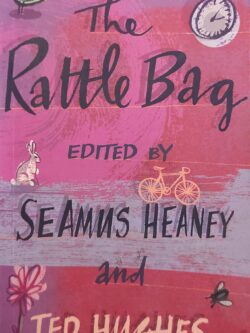 The
Rattle Bag
EDITED BY
SEAMUS HEANEY
and
TED HUGHES